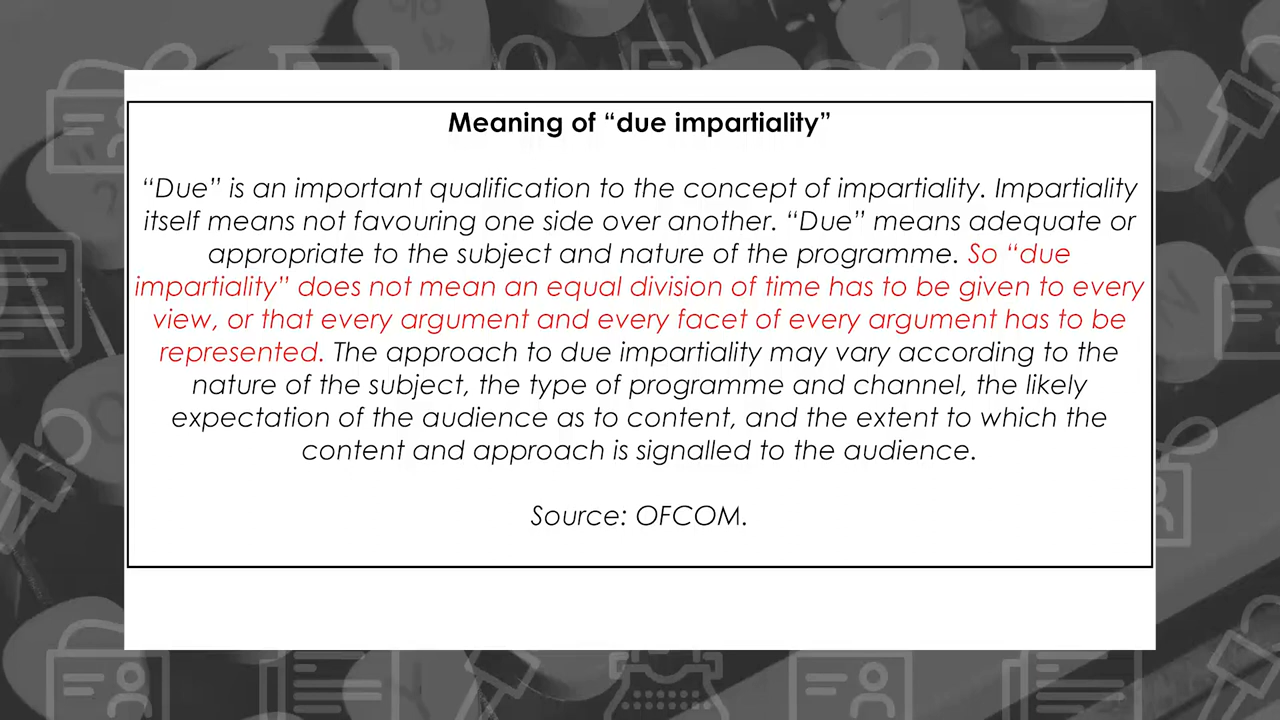 Meaning of “due impartiality”
“Due” is an important qualification to the concept of impartiality. Impartiality
itself means not favouring one side over another. “Due” means adequate or
appropriate to the subject and nature of the programme. So “due
impartiality” does not mean an equal division of time has to be given to every
view, or that every argument and every facet of every argument has to be
represented. The approach to due impartiality may vary according to the
nature of the subject, the type of programme and channel, the likely
expectation of the audience as to content, and the extent to which the
content and approach is signalled to the audience.
Source: OFCOM.